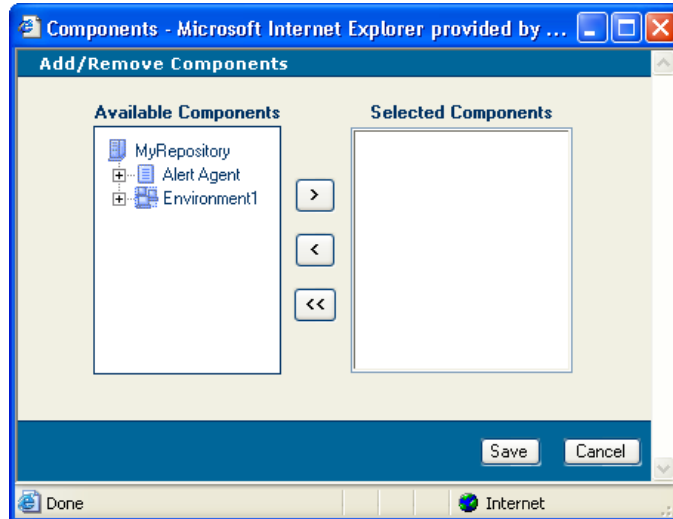 Components - Microsoft Internet Explorer provided by ...
Add/Remove Components
Available Components
Selected Components
MyRepository
Alert Agent
Environment1
>
<
<<
Save
Cancel
Done
Internet